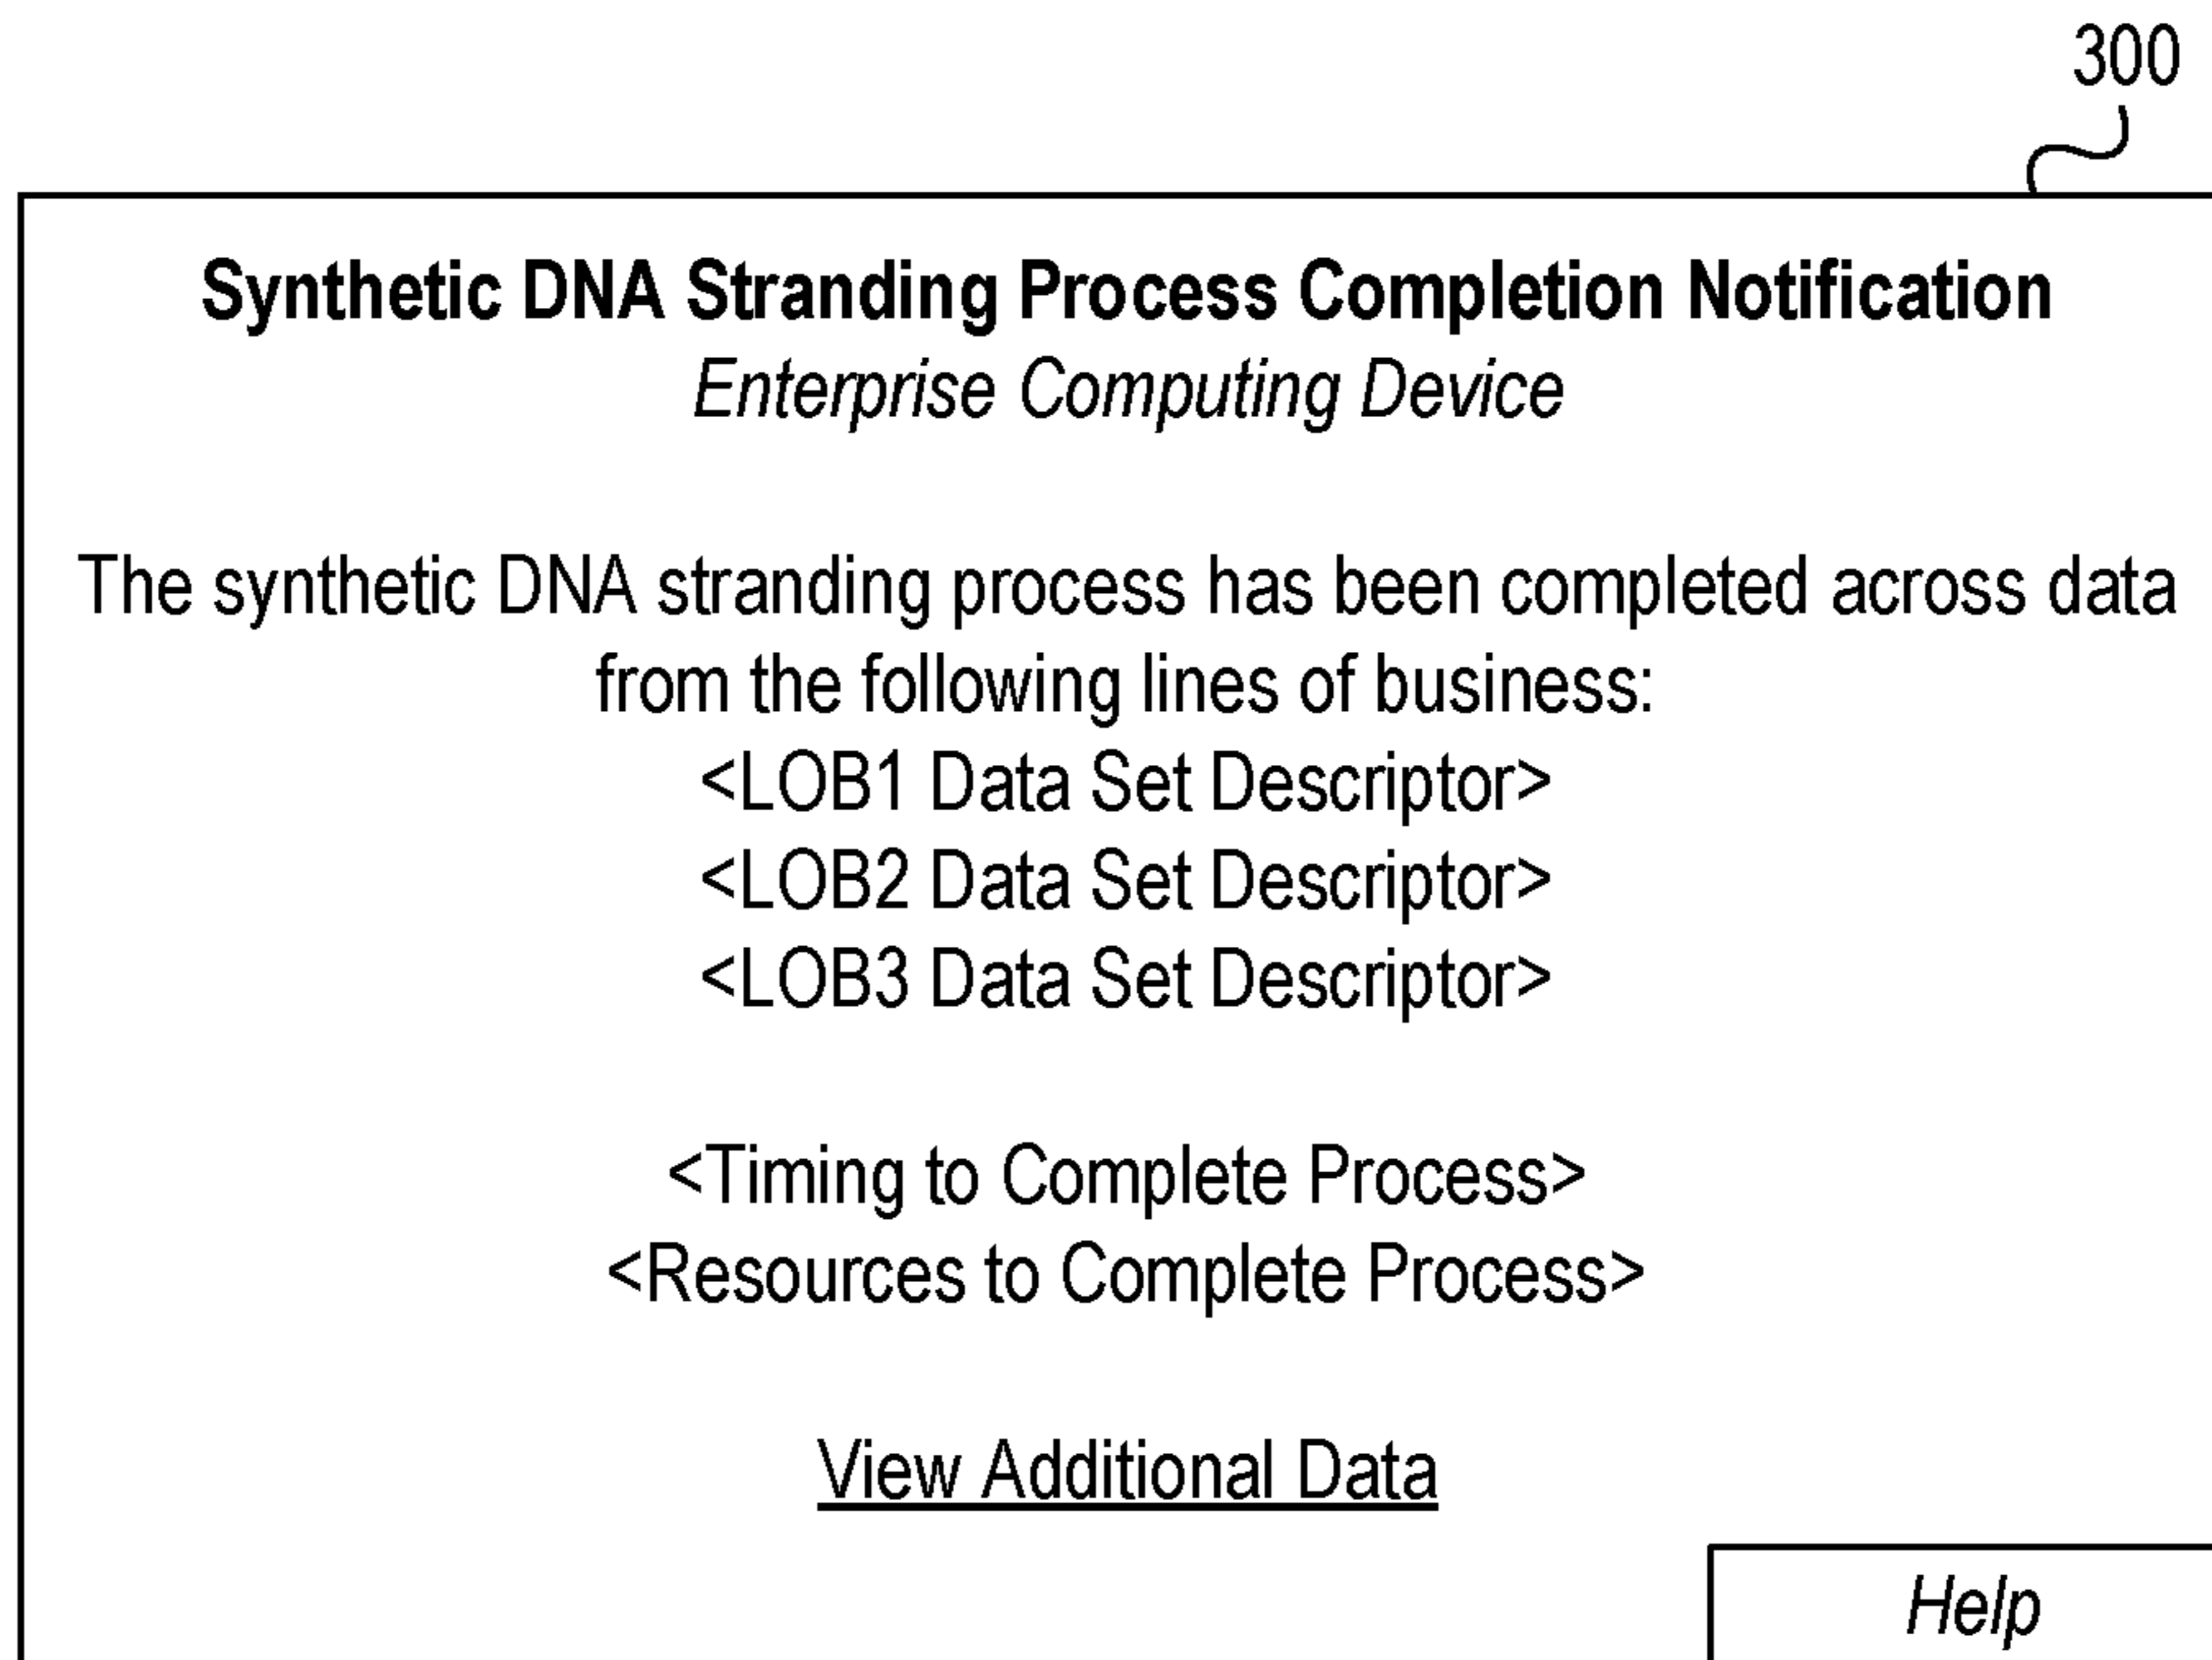 300
Synthetic DNA Stranding Process Completion Notification
Enterprise Computing Device
The synthetic DNA stranding process has been completed across data
from the following lines of business:
<LOB1 Data Set Descriptor>
<LOB2 Data Set Descriptor>
<LOB3 Data Set Descriptor>
<Timing to Complete Process>
<Resources to Complete Process>
View Additional Data
Help